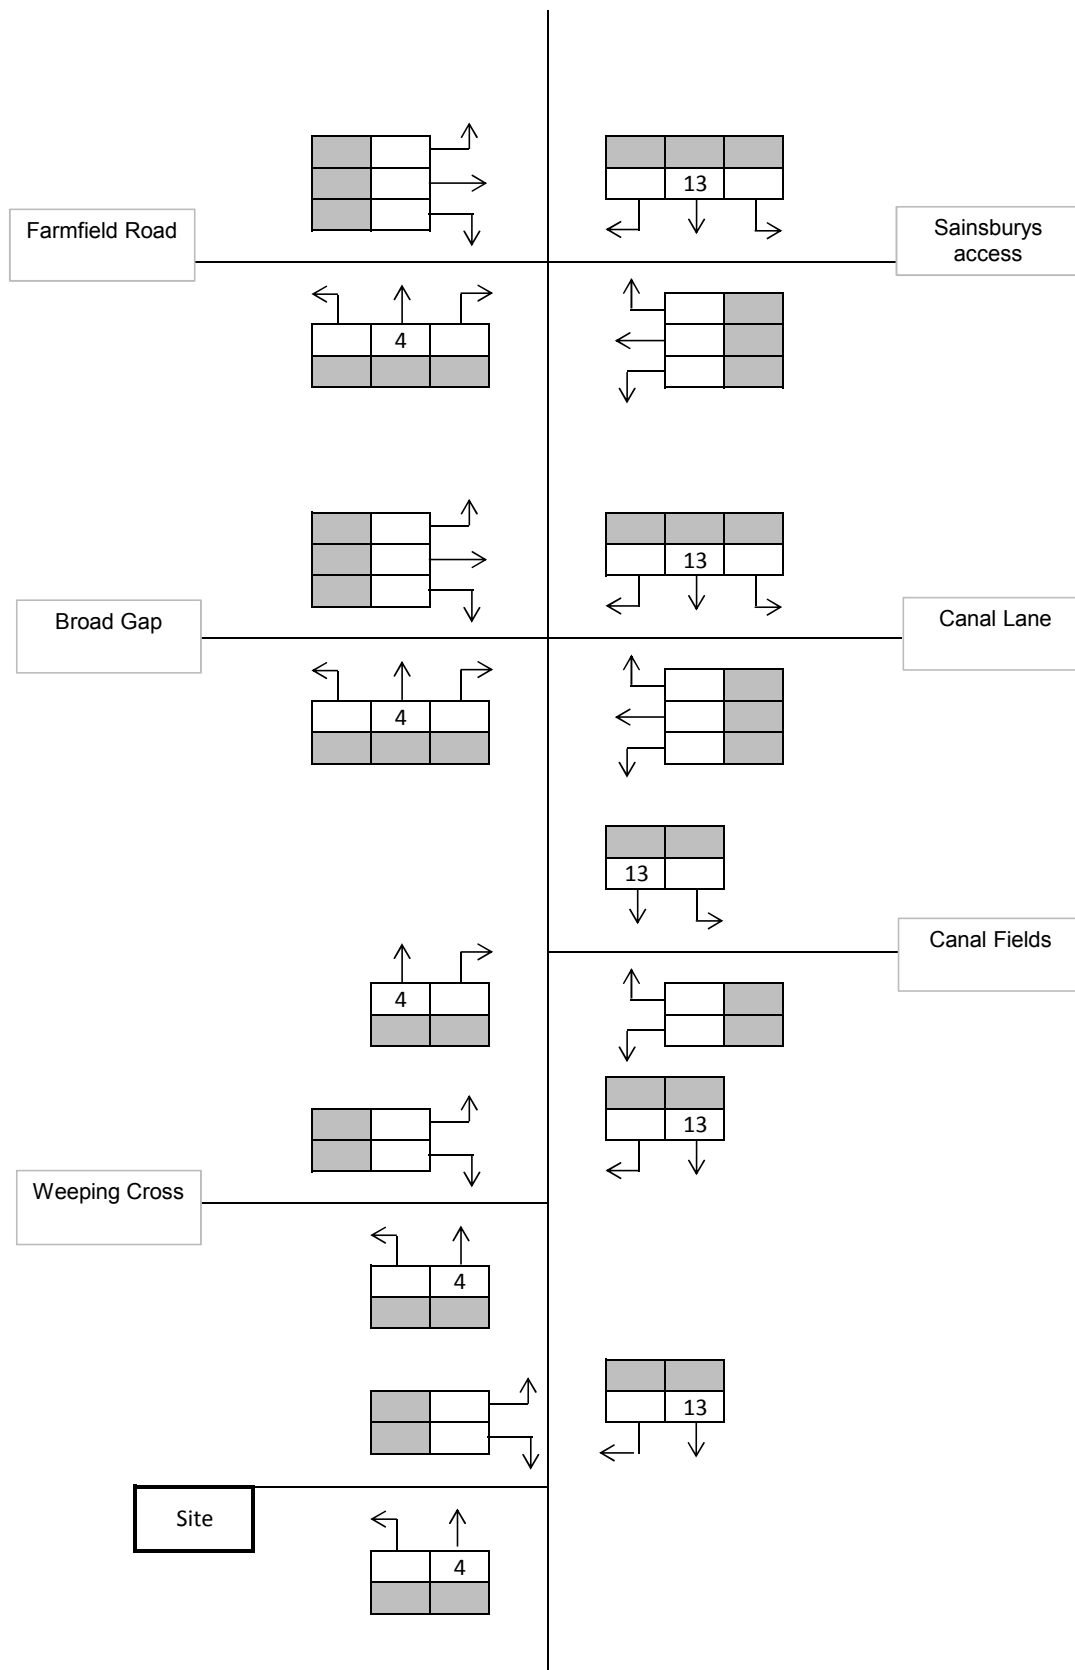 13
Farmfield Road
Sainsburys
access
4
13
Broad Gap
Canal Lane
4
13
Canal Fields
4
13
Weeping Cross
4
13
Site
4